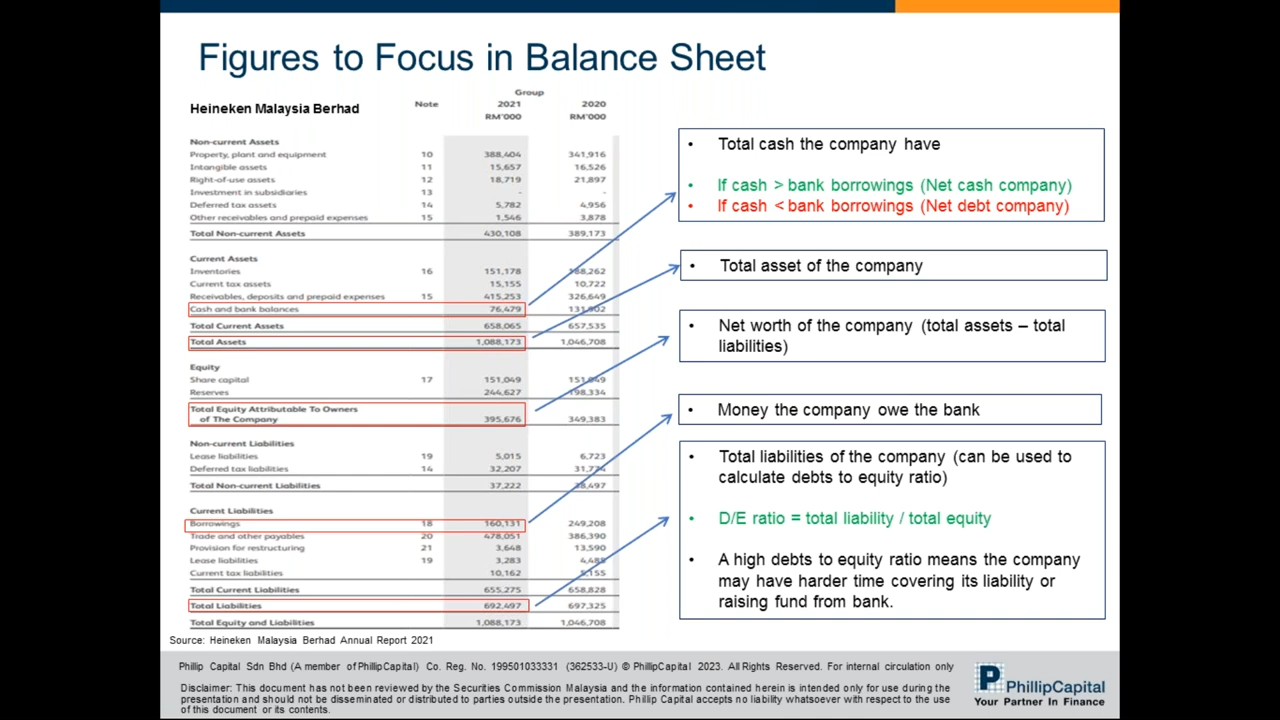 Figures to Focus in Balance Sheet
Heineken Malaysia Berhad
Group
Note 2021 2020
RM'000 RM'000
Non-current Assets
Property, plant and equipment 10 388,404 341,916
Intangible assets 11 15,657 16,526
Right-of-use assets 12 18,719 21,897
Investment in subsidiaries 13 - -
Deferred tax assets 14 5,782 4,956
Other receivables and prepaid expenses 15 1,546 3,878
Total Non-current Assets 430,108 389,173
Current Assets
Inventories 16 151,178
Current tax assets 15,155 10,722
Receivables, deposits and prepaid expenses 15 415,253 326,649
Cash and bank balances 76,479
Total Current Assets 658,065 657,535
Total Assets 1,088,173 1,046,708
Equity
Share capital 17 151,049
Reserves 244,627 198,334
Total Equity Attributable To Owners
of The Company 395,676 349,383
Non-current Liabilities
Lease liabilities 19 5,015 6,723
Deferred tax liabilities 14 32,207
Total Non-current Liabilities 37,222
Current Liabilities
Borrowings 18 160,131 249,208
Trade and other payables 20 478,051 386,390
Provision for restructuring 21 3,648 13,590
Lease liabilities 19 3,283
Current tax liabilities 10,162
Total Current Liabilities 655,275 658,828
Total Liabilities 692,497 697,325
Total Equity and Liabilities 1,088,173 1,046,708
Source: Heineken Malaysia Berhad Annual Report 2021
• Total cash the company have
• If cash > bank borrowings (Net cash company)
• If cash < bank borrowings (Net debt company)
• Total asset of the company
• Net worth of the company (total assets – total
liabilities)
• Money the company owe the bank
• Total liabilities of the company (can be used to
calculate debts to equity ratio)
• D/E ratio = total liability / total equity
• A high debts to equity ratio means the company
may have harder time covering its liability or
raising fund from bank.
Phillip Capital Sdn Bhd (A member of PhillipCapital) Co. Reg. No. 199501033331 (362533-U) © PhillipCapital 2023. All Rights Reserved. For internal circulation only
Disclaimer: This document has not been reviewed by the Securities Commission Malaysia and the information contained herein is intended only for use during the
presentation and should not be disseminated or distributed to parties outside the presentation. Phillip Capital accepts no liability whatsoever with respect to the use
of this document or its contents.
PhillipCapital
Your Partner In Finance